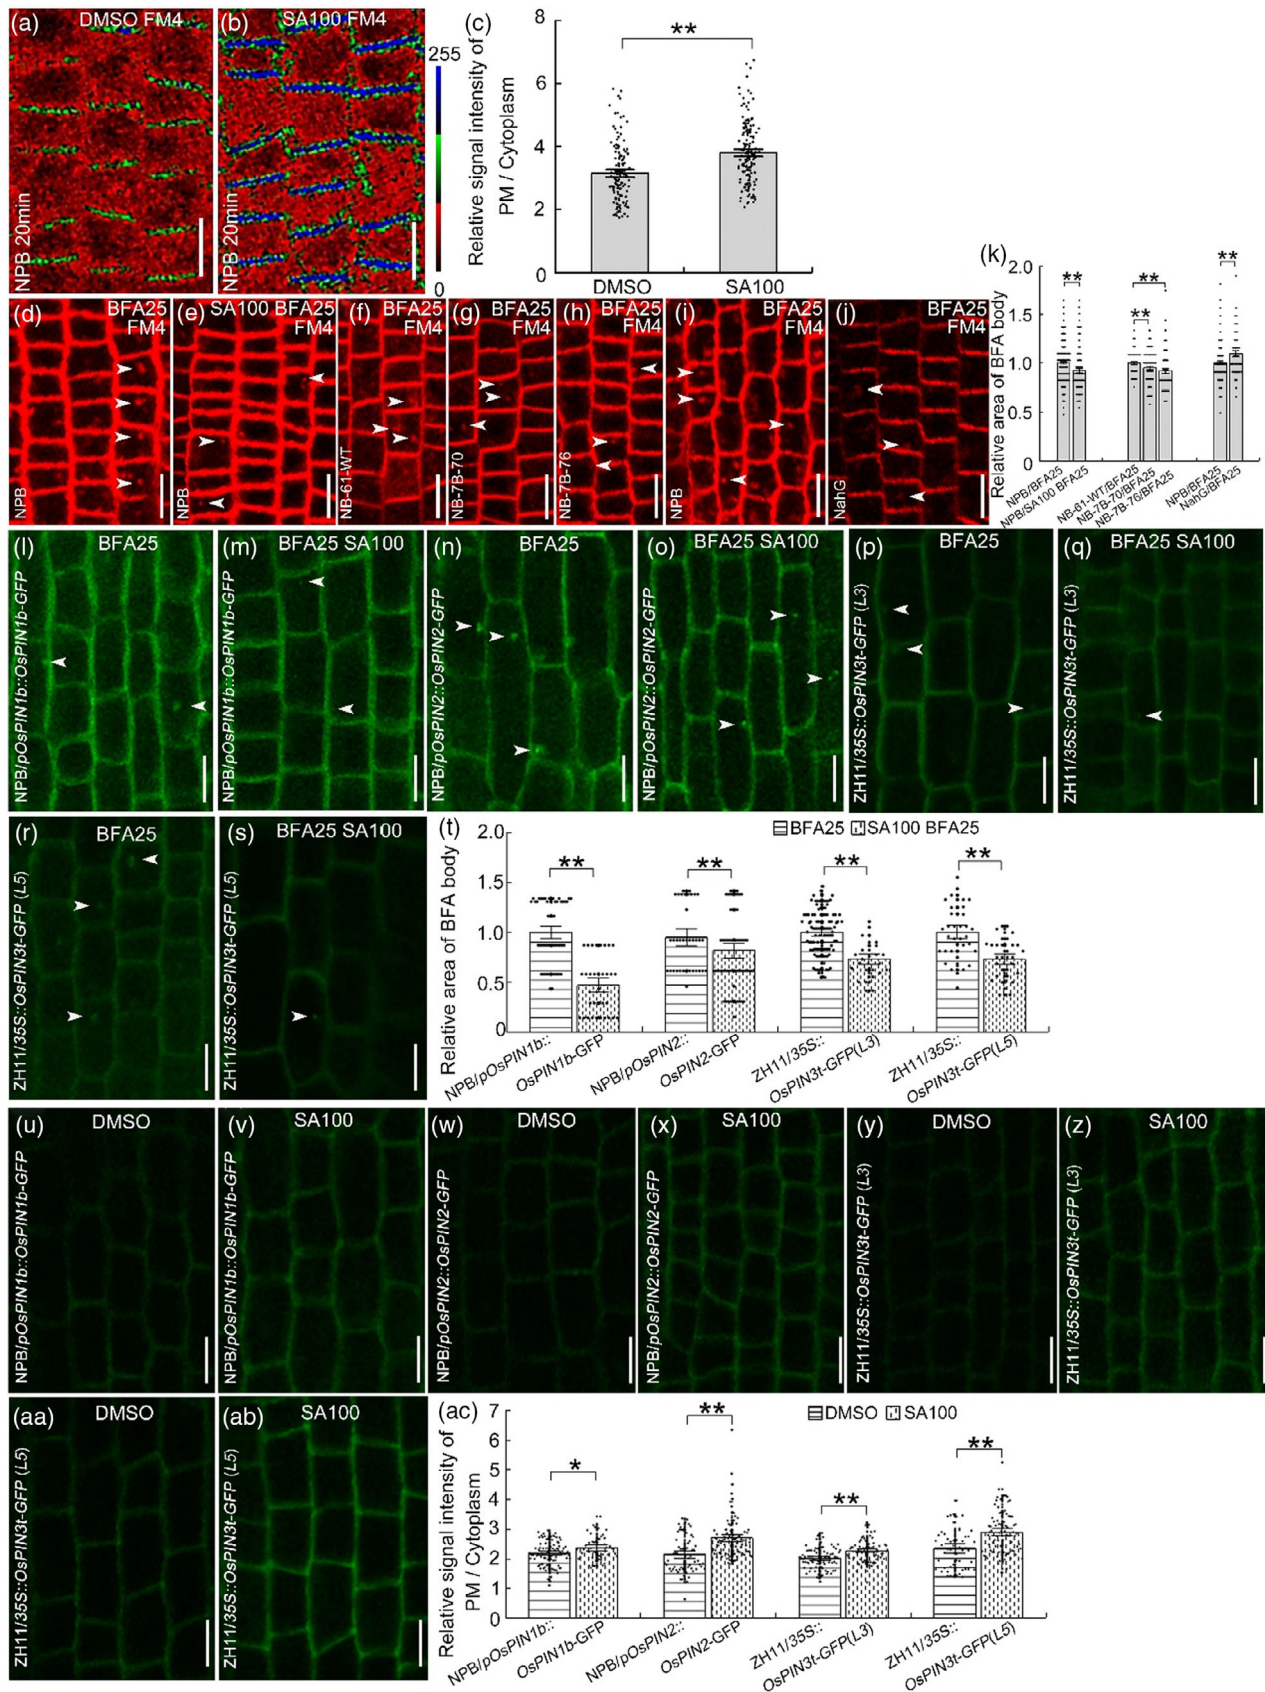 (a)
DMSO FM4
NPB 20min
(b)
SA100 FM4
NPB 20min
255
0
(c)
Relative signal intensity of
PM / Cytoplasm
8
6
4
2
0
**
DMSO
SA100
(d)
BFA25
FM4
NPB
(e)
SA100 BFA25
FM4
NPB
(f)
BFA25
FM4
NB-61-WT
(g)
BFA25
FM4
NB-7B-70
(h)
BFA25
FM4
NB-7B-76
(i)
BFA25
FM4
NPB
(j)
BFA25
FM4
NahG
(k)
Relative area of BFA body
2.0
1.5
1.0
0.5
0
**
**
**
**
NPB/BFA25
NPB/SA100 BFA25
NB-61-WT/BFA25
NB-7B-70/BFA25
NB-7B-76/BFA25
NPB/BFA25
NahG/BFA25
(l)
BFA25
NPB/pOsPIN1b::OsPIN1b-GFP
(m)
BFA25 SA100
NPB/pOsPIN1b::OsPIN1b-GFP
(n)
BFA25
NPB/pOsPIN2::OsPIN2-GFP
(o)
BFA25 SA100
NPB/pOsPIN2::OsPIN2-GFP
(p)
BFA25
ZH11/35S::OsPIN3t-GFP (L3)
(q)
BFA25 SA100
ZH11/35S::OsPIN3t-GFP (L3)
(r)
BFA25
ZH11/35S::OsPIN3t-GFP (L5)
(s)
BFA25 SA100
ZH11/35S::OsPIN3t-GFP (L5)
(t)
BFA25 SA100 BFA25
Relative area of BFA body
2.0
1.5
1.0
0.5
0
**
**
**
**
NPB/pOsPIN1b::
OsPIN1b-GFP
NPB/pOsPIN2::
OsPIN2-GFP
ZH11/35S::
OsPIN3t-GFP(L3)
ZH11/35S::
OsPIN3t-GFP(L5)
(u)
DMSO
NPB/pOsPIN1b::OsPIN1b-GFP
(v)
SA100
NPB/pOsPIN1b::OsPIN1b-GFP
(w)
DMSO
NPB/pOsPIN2::OsPIN2-GFP
(x)
SA100
NPB/pOsPIN2::OsPIN2-GFP
(y)
DMSO
ZH11/35S::OsPIN3t-GFP (L3)
(z)
SA100
ZH11/35S::OsPIN3t-GFP (L3)
(aa)
DMSO
ZH11/35S::OsPIN3t-GFP (L5)
(ab)
SA100
ZH11/35S::OsPIN3t-GFP (L5)
(ac)
DMSO SA100
Relative signal intensity of
PM / Cytoplasm
7
6
5
4
3
2
1
0
*
**
**
**
NPB/pOsPIN1b::
OsPIN1b-GFP
NPB/pOsPIN2::
OsPIN2-GFP
ZH11/35S::
OsPIN3t-GFP(L3)
ZH11/35S::
OsPIN3t-GFP(L5)